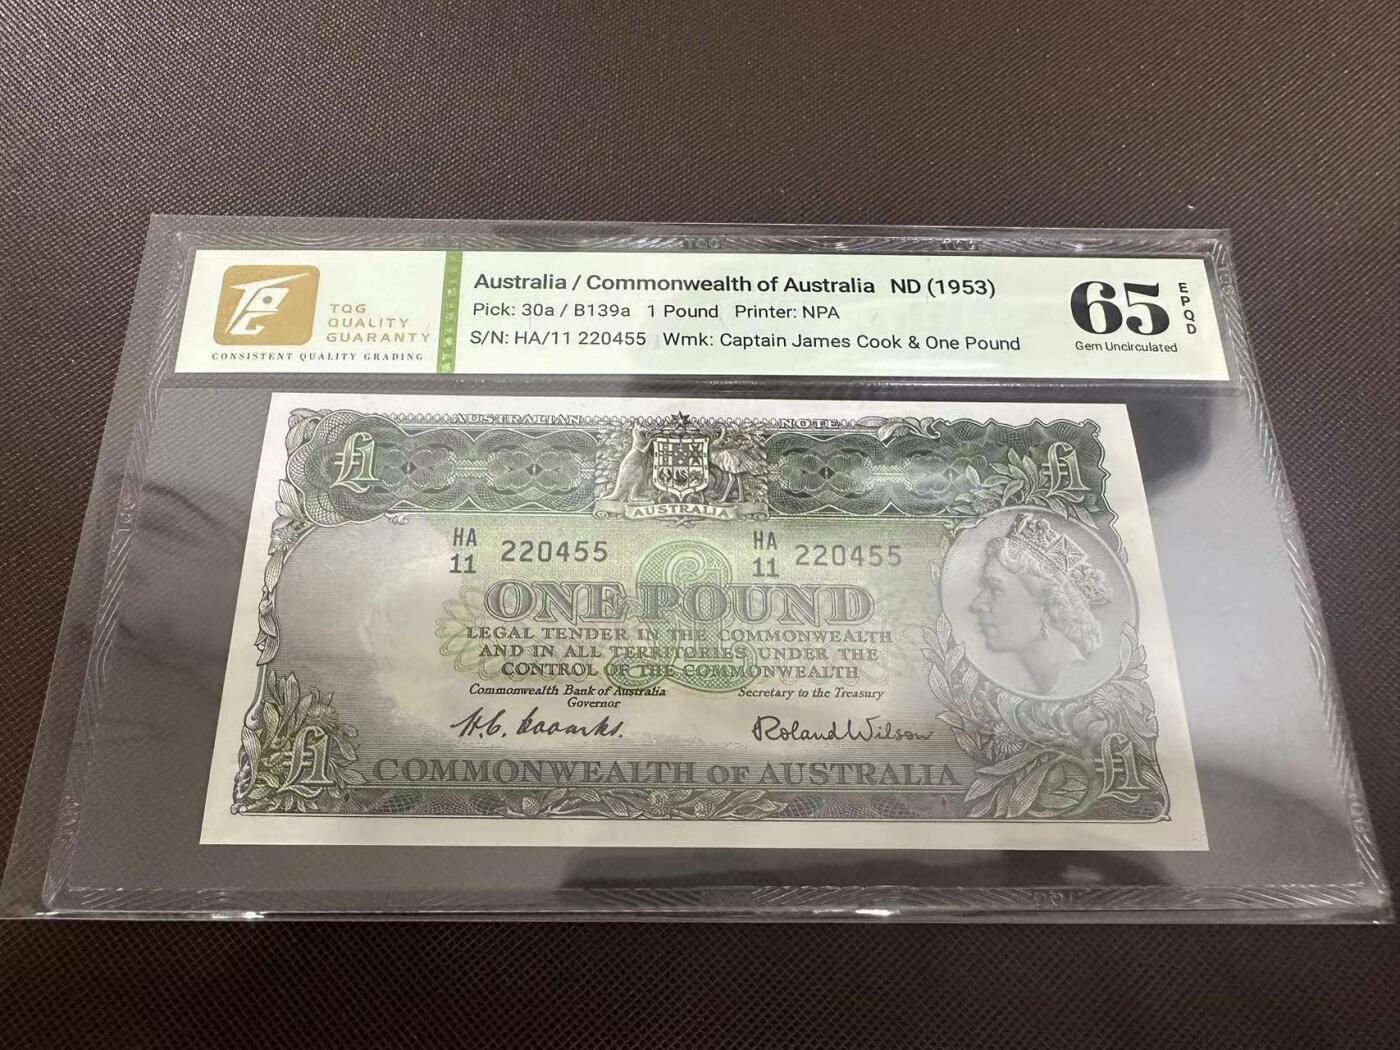 TQG
QUALITY
GUARANTY
CONSISTENT QUALITY GRADING
Australia / Commonwealth of Australia ND (1953)
Pick: 30a / B139a 1 Pound Printer: NPA
S/N: HA/11 220455 Wmk: Captain James Cook & One Pound
65
EPQD
Gem Uncirculated
AUSTRALIAN NOTE
£1 £1
AUSTRALIA
HA 11 220455 HA 11 220455
ONE POUND
LEGAL TENDER IN THE COMMONWEALTH
AND IN ALL TERRITORIES UNDER THE
CONTROL OF THE COMMONWEALTH
Commonwealth Bank of Australia Secretary to the Treasury
Governor
H.C. Coombs. Roland Wilson
£1 £1
COMMONWEALTH OF AUSTRALIA